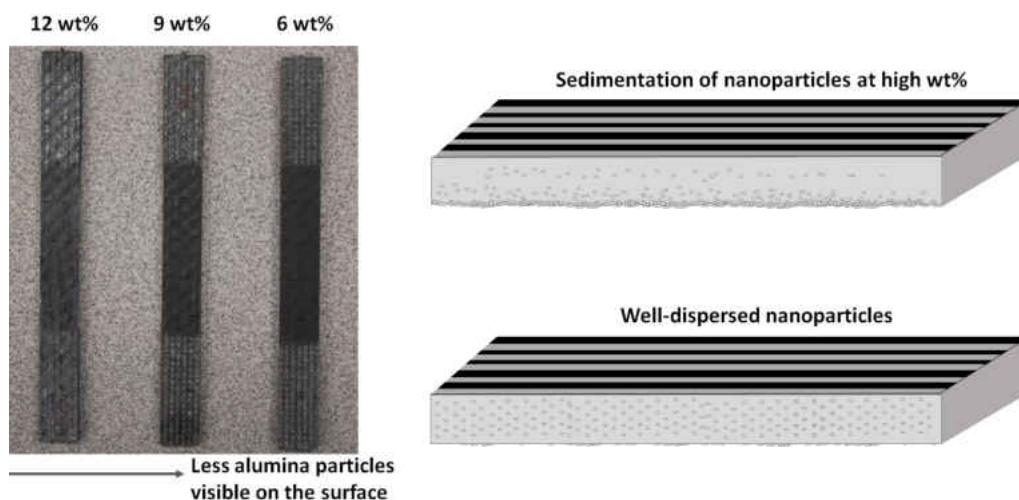 12 wt%
9 wt%
6 wt%
Less alumina particles
visible on the surface
Sedimentation of nanoparticles at high wt%
Well-dispersed nanoparticles